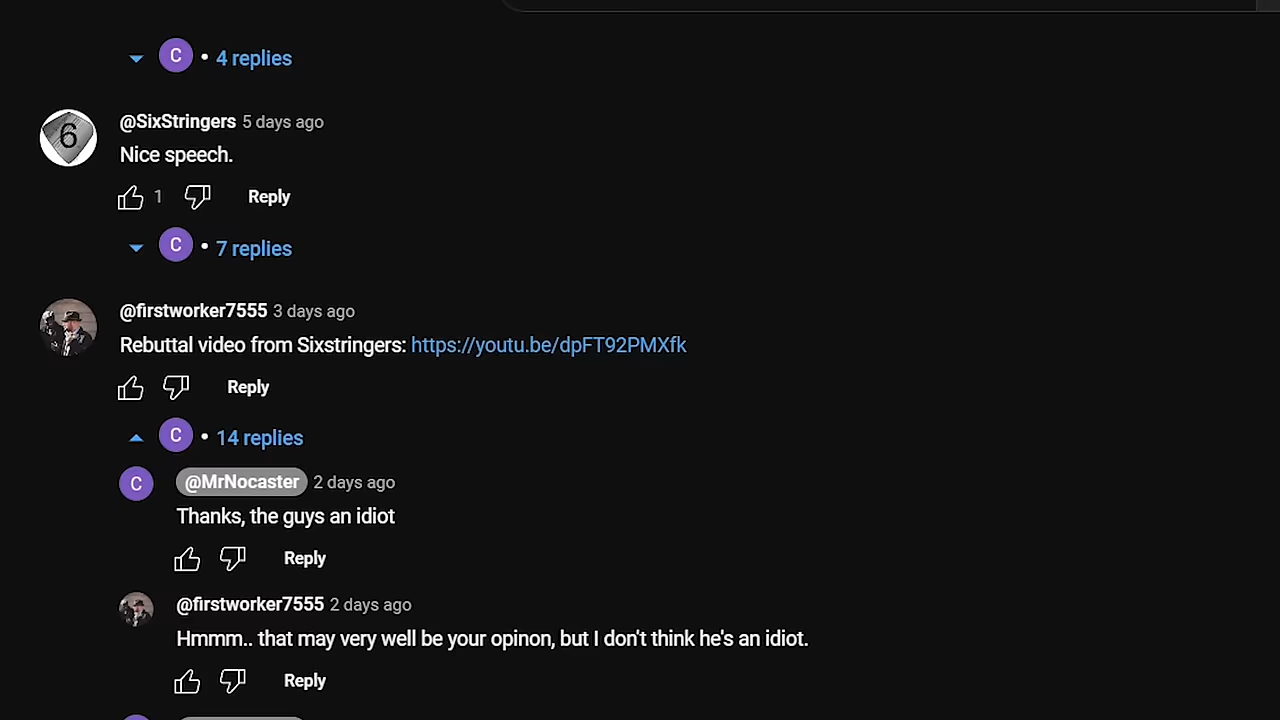 C • 4 replies
6
@SixStringers 5 days ago
Nice speech.
1 Reply
C • 7 replies
@firstworker7555 3 days ago
Rebuttal video from Sixstringers: https://youtu.be/dpFT92PMXfk
Reply
C • 14 replies
C @MrNocaster 2 days ago
Thanks, the guys an idiot
Reply
@firstworker7555 2 days ago
Hmmm.. that may very well be your opinon, but I don't think he's an idiot.
Reply